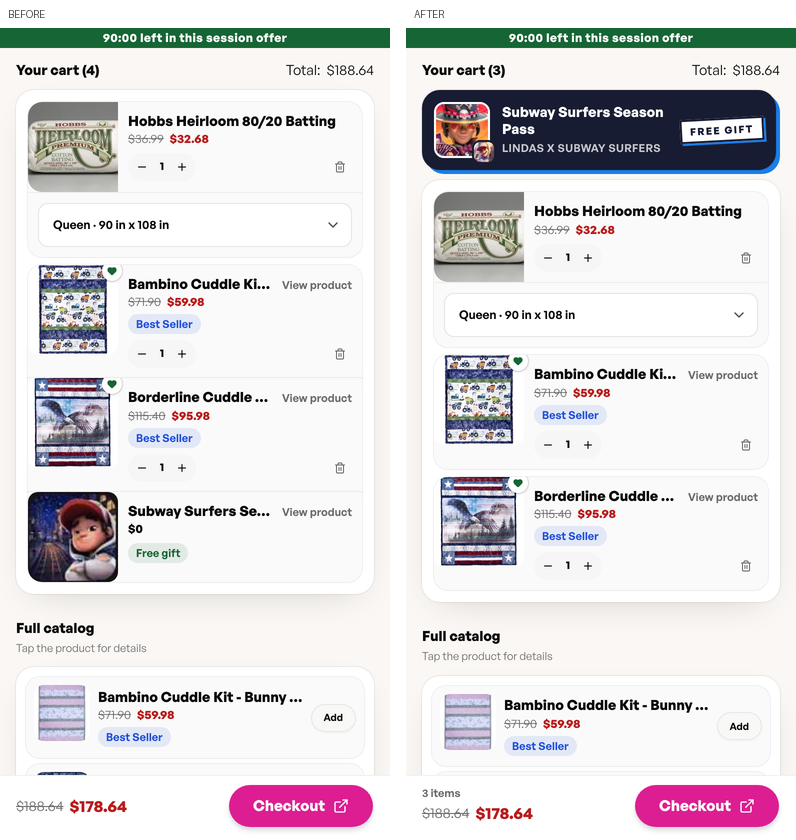 BEFORE
90:00 left in this session offer
Your cart (4)
Total: $188.64
HOBBS
HEIRLOOM
PREMIUM
COTTON
BATTING
Hobbs Heirloom 80/20 Batting
$36.99 $32.68
− 1 +
Queen · 90 in x 108 in
Bambino Cuddle Ki...
View product
$71.90 $59.98
Best Seller
− 1 +
Borderline Cuddle ...
View product
$115.40 $95.98
Best Seller
− 1 +
Subway Surfers Se...
View product
$0
Free gift
Full catalog
Tap the product for details
Bambino Cuddle Kit - Bunny ...
$71.90 $59.98
Best Seller
Add
$188.64 $178.64
Checkout
AFTER
90:00 left in this session offer
Your cart (3)
Total: $188.64
Subway Surfers Season
Pass
LINDAS X SUBWAY SURFERS
FREE GIFT
HOBBS
HEIRLOOM
PREMIUM
COTTON
BATTING
Hobbs Heirloom 80/20 Batting
$36.99 $32.68
− 1 +
Queen · 90 in x 108 in
Bambino Cuddle Ki...
View product
$71.90 $59.98
Best Seller
− 1 +
Borderline Cuddle ...
View product
$115.40 $95.98
Best Seller
− 1 +
Full catalog
Tap the product for details
Bambino Cuddle Kit - Bunny ...
$71.90 $59.98
Best Seller
Add
3 items
$188.64 $178.64
Checkout